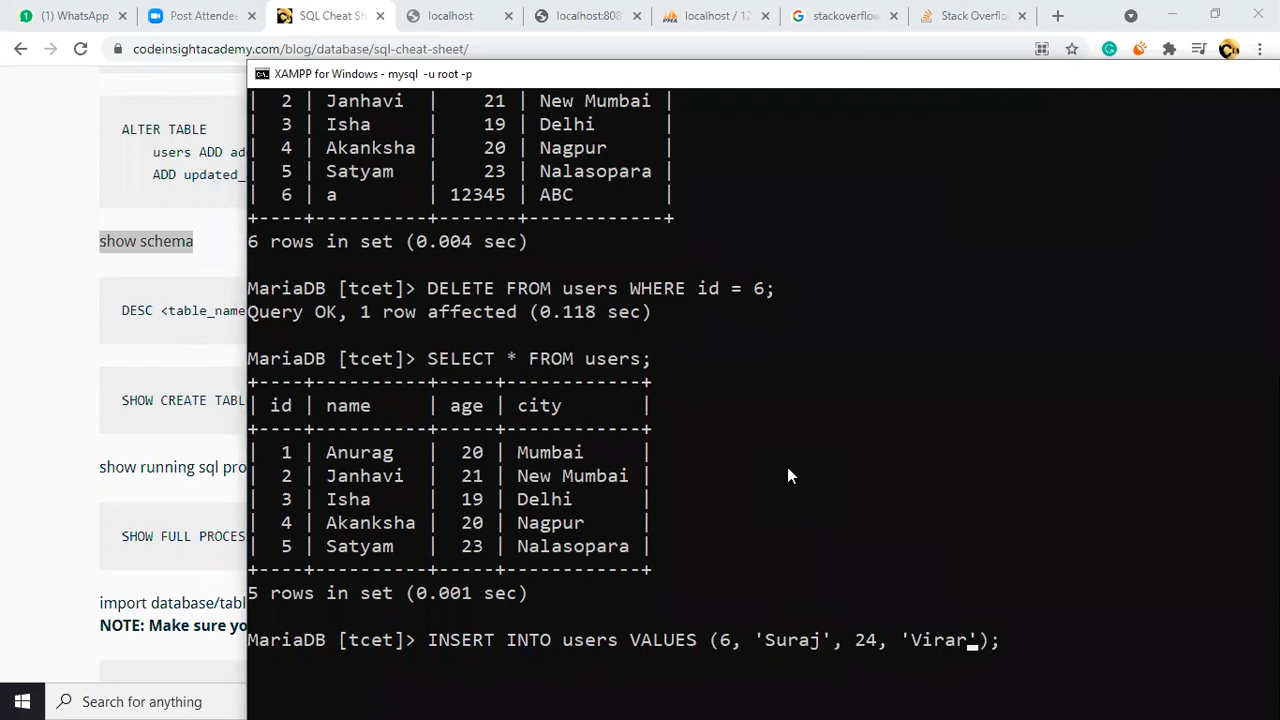 (1) WhatsApp
Post Attende
SQL Cheat She
localhost
localhost:808
localhost / 12
stackoverflow
Stack Overflo
codeinsightacademy.com/blog/database/sql-cheat-sheet/
XAMPP for Windows - mysql -u root -p
ALTER TABLE
users ADD ad
ADD updated_
show schema
DESC <table_name
SHOW CREATE TABL
show running sql pro
SHOW FULL PROCES
import database/tabl
NOTE: Make sure yo
| 2 | Janhavi | 21 | New Mumbai |
| 3 | Isha | 19 | Delhi |
| 4 | Akanksha | 20 | Nagpur |
| 5 | Satyam | 23 | Nalasopara |
| 6 | a | 12345 | ABC |
+----+----------+-------+------------+
6 rows in set (0.004 sec)
MariaDB [tcet]> DELETE FROM users WHERE id = 6;
Query OK, 1 row affected (0.118 sec)
MariaDB [tcet]> SELECT * FROM users;
+----+----------+-----+------------+
| id | name | age | city |
+----+----------+-----+------------+
| 1 | Anurag | 20 | Mumbai |
| 2 | Janhavi | 21 | New Mumbai |
| 3 | Isha | 19 | Delhi |
| 4 | Akanksha | 20 | Nagpur |
| 5 | Satyam | 23 | Nalasopara |
+----+----------+-----+------------+
5 rows in set (0.001 sec)
MariaDB [tcet]> INSERT INTO users VALUES (6, 'Suraj', 24, 'Virar');
Type here to search